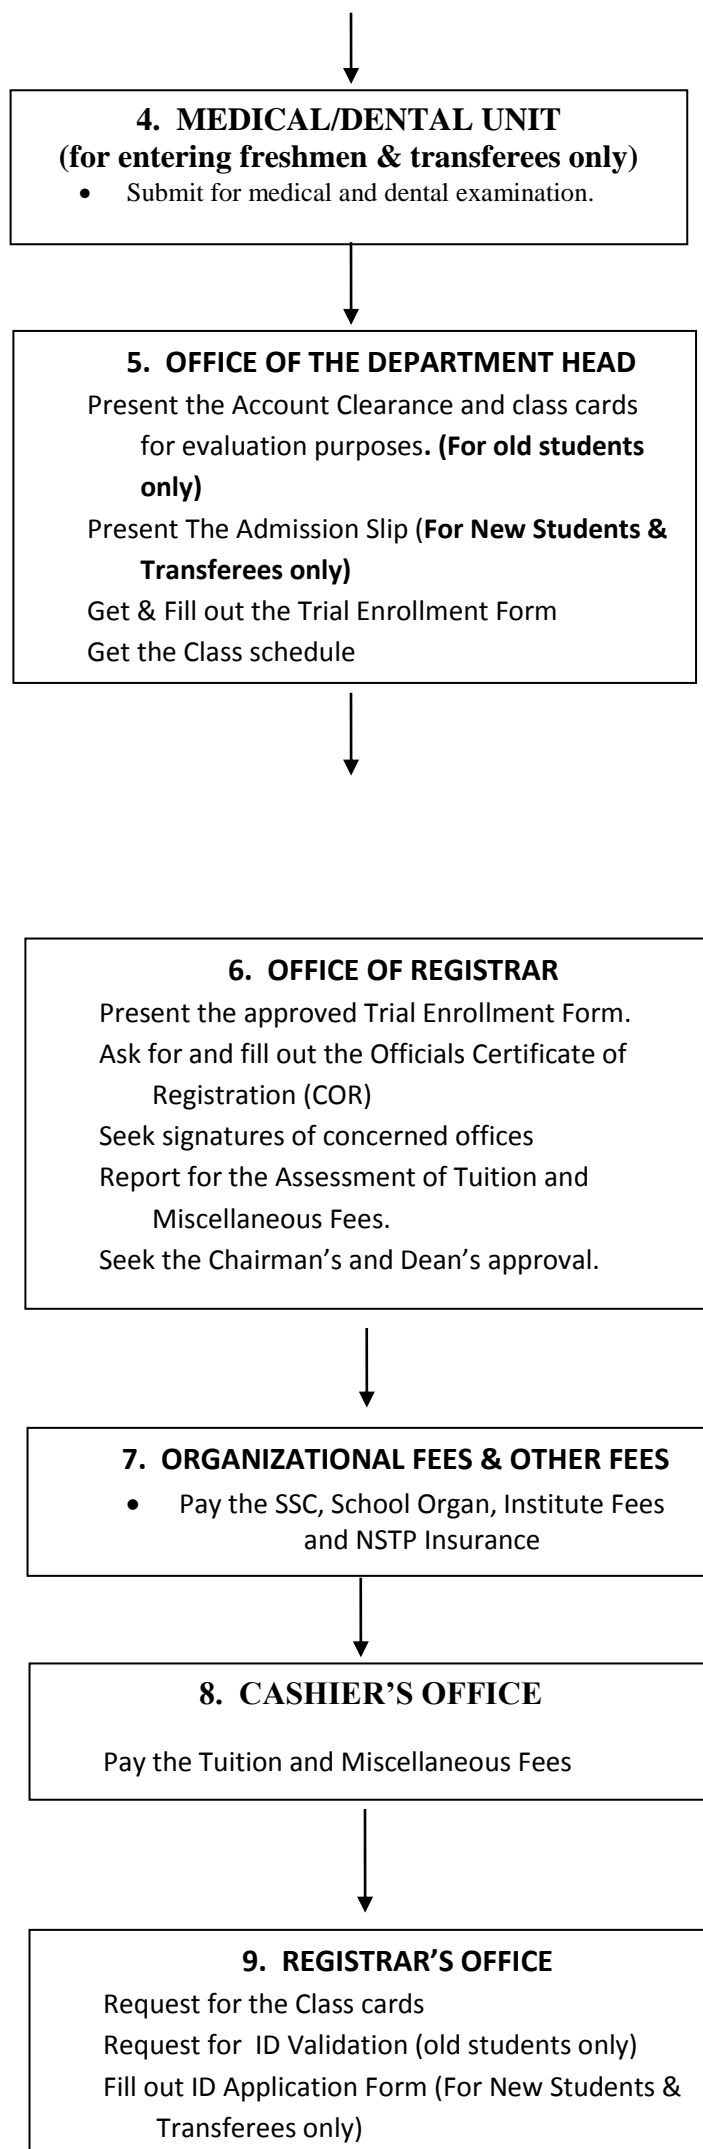 4. MEDICAL/DENTAL UNIT
(for entering freshmen & transferees only)
• Submit for medical and dental examination.
5. OFFICE OF THE DEPARTMENT HEAD
Present the Account Clearance and class cards
for evaluation purposes. (For old students
only)
Present The Admission Slip (For New Students &
Transferees only)
Get & Fill out the Trial Enrollment Form
Get the Class schedule
6. OFFICE OF REGISTRAR
Present the approved Trial Enrollment Form.
Ask for and fill out the Officials Certificate of
Registration (COR)
Seek signatures of concerned offices
Report for the Assessment of Tuition and
Miscellaneous Fees.
Seek the Chairman’s and Dean’s approval.
7. ORGANIZATIONAL FEES & OTHER FEES
• Pay the SSC, School Organ, Institute Fees
and NSTP Insurance
8. CASHIER’S OFFICE
Pay the Tuition and Miscellaneous Fees
9. REGISTRAR’S OFFICE
Request for the Class cards
Request for ID Validation (old students only)
Fill out ID Application Form (For New Students &
Transferees only)